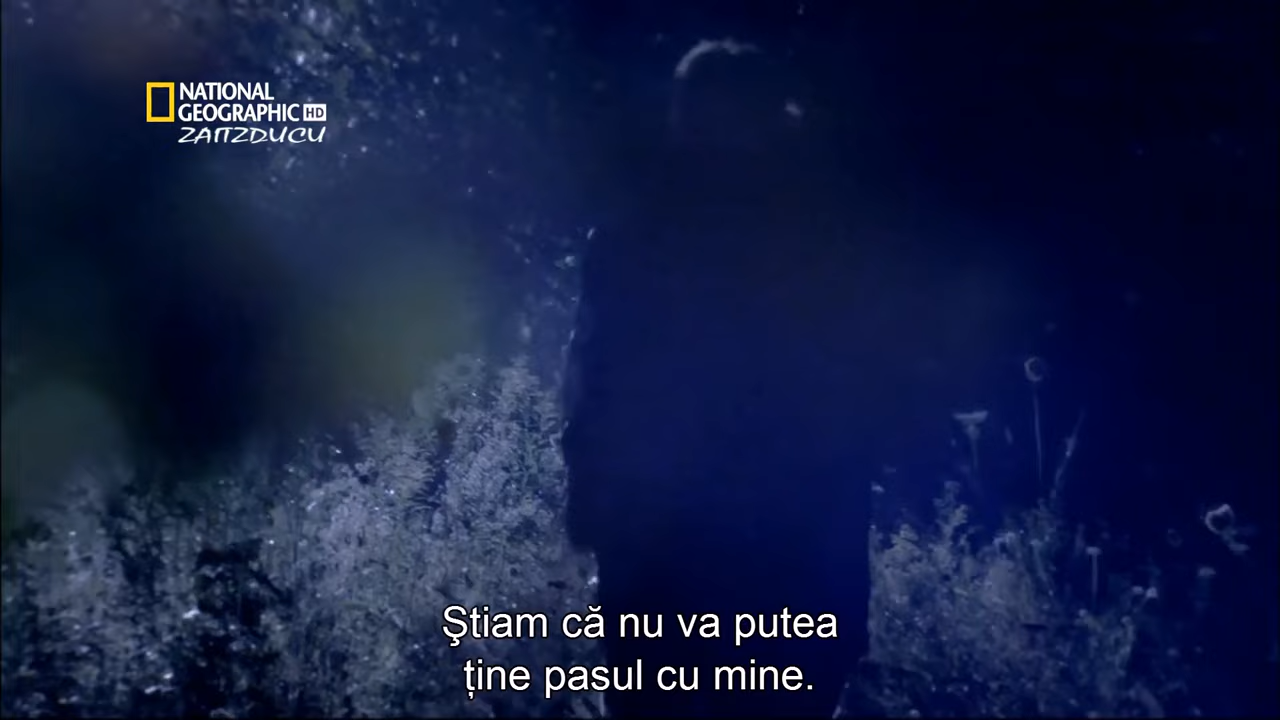 NATIONAL
GEOGRAPHIC HD
ZAITZDUCU
Ştiam că nu va putea
ține pasul cu mine.